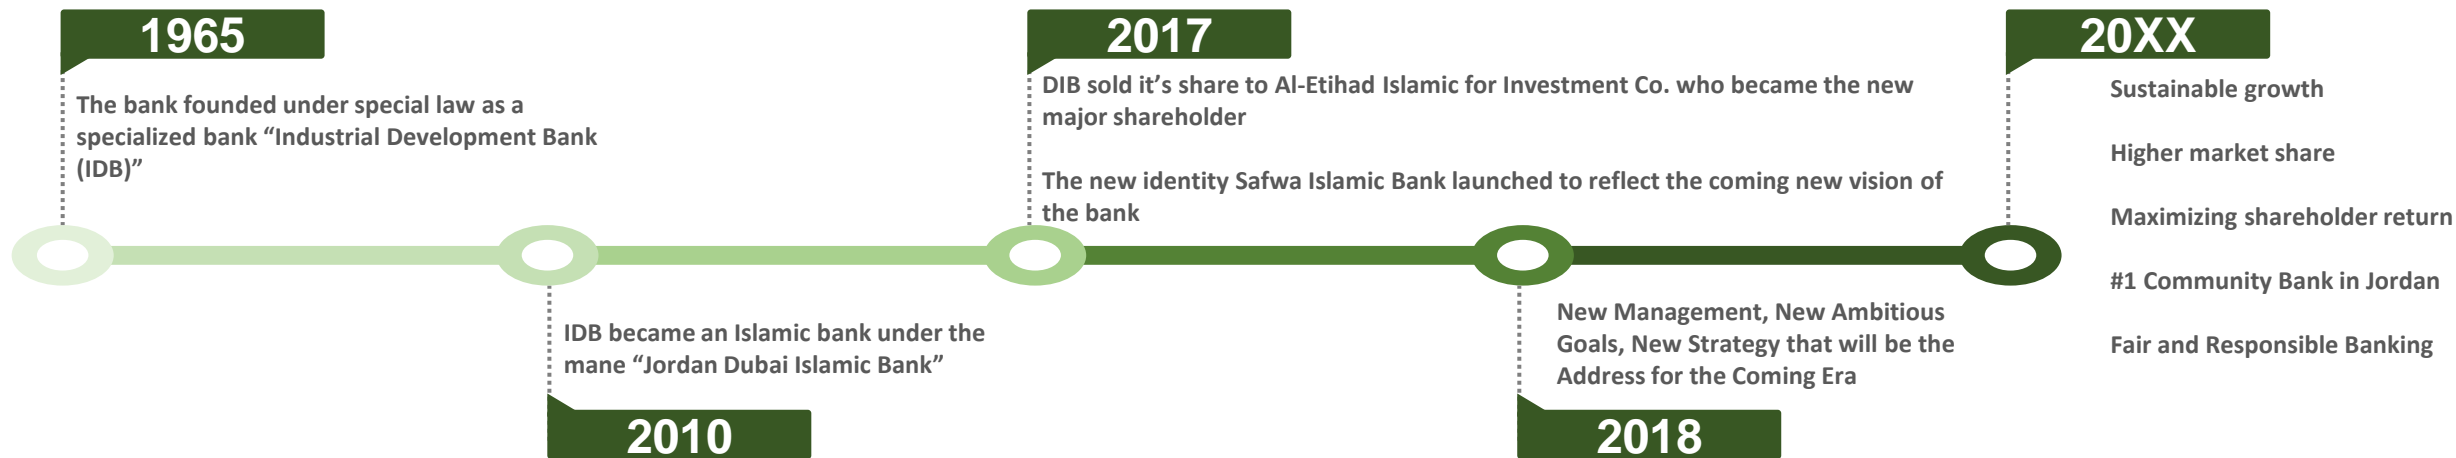 1965
The bank founded under special law as a
specialized bank “Industrial Development Bank
(IDB)”
IDB became an Islamic bank under the
mane “Jordan Dubai Islamic Bank”
2010
2017
DIB sold it’s share to Al-Etihad Islamic for Investment Co. who became the new
major shareholder
The new identity Safwa Islamic Bank launched to reflect the coming new vision of
the bank
New Management, New Ambitious
Goals, New Strategy that will be the
Address for the Coming Era
2018
20XX
Sustainable growth
Higher market share
Maximizing shareholder return
#1 Community Bank in Jordan
Fair and Responsible Banking